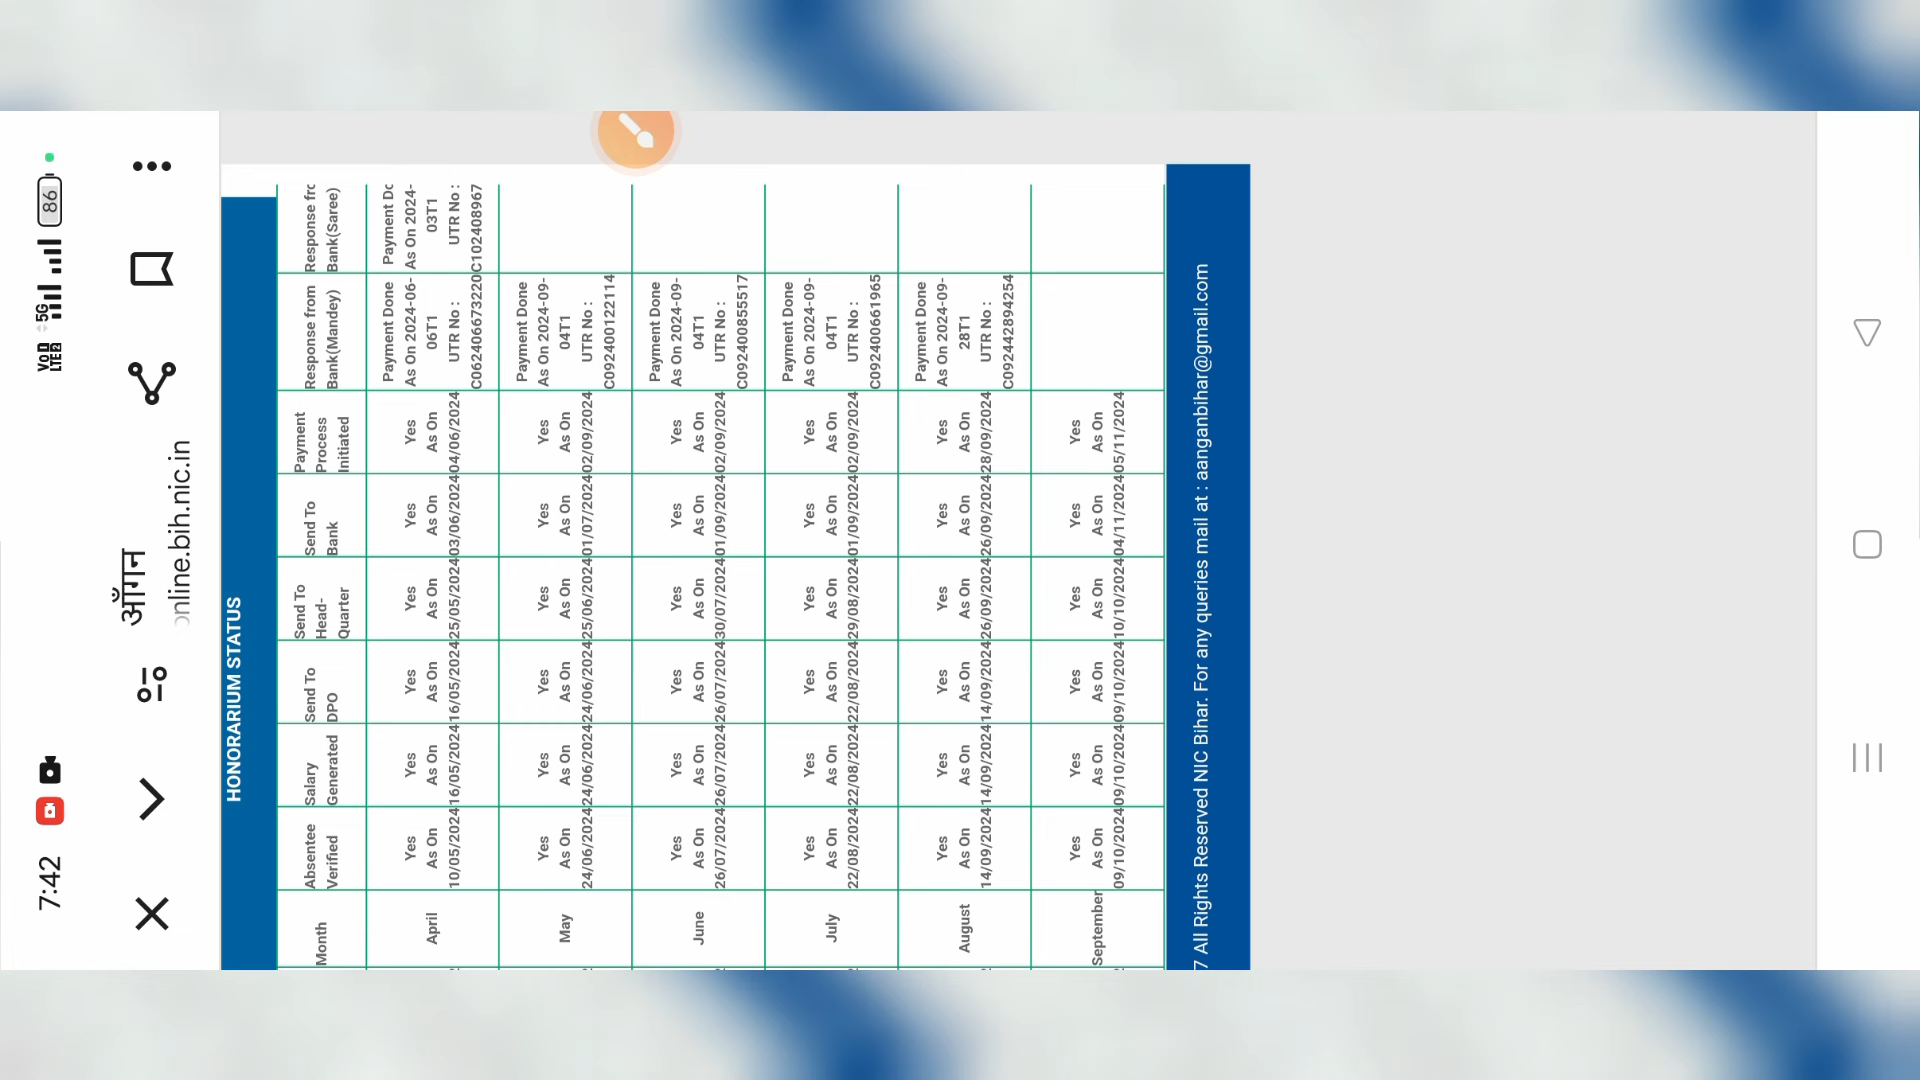 7:42
VoD 5G
LTE2
86
ऑंगन
online.bih.nic.in
HONORARIUM STATUS
Month
Absentee
Verified
Salary
Generated
Send To
DPO
Send To
Head-
Quarter
Send To
Bank
Payment
Process
Initiated
Response from
Bank(Mandey)
Response frc
Bank(Saree)
April
Yes
As On
10/05/2024
Yes
As On
16/05/2024
Yes
As On
16/05/2024
Yes
As On
25/05/2024
Yes
As On
03/06/2024
Yes
As On
04/06/2024
Payment Done
As On 2024-06-
06T1
UTR No :
C062406673220
Payment Dc
As On 2024-
03T1
UTR No :
C102408967
May
Yes
As On
24/06/2024
Yes
As On
24/06/2024
Yes
As On
24/06/2024
Yes
As On
25/06/2024
Yes
As On
01/07/2024
Yes
As On
02/09/2024
Payment Done
As On 2024-09-
04T1
UTR No :
C092400122114
June
Yes
As On
26/07/2024
Yes
As On
26/07/2024
Yes
As On
26/07/2024
Yes
As On
30/07/2024
Yes
As On
01/09/2024
Yes
As On
02/09/2024
Payment Done
As On 2024-09-
04T1
UTR No :
C092400855517
July
Yes
As On
22/08/2024
Yes
As On
22/08/2024
Yes
As On
22/08/2024
Yes
As On
29/08/2024
Yes
As On
01/09/2024
Yes
As On
02/09/2024
Payment Done
As On 2024-09-
04T1
UTR No :
C092400661965
August
Yes
As On
14/09/2024
Yes
As On
14/09/2024
Yes
As On
14/09/2024
Yes
As On
26/09/2024
Yes
As On
26/09/2024
Yes
As On
28/09/2024
Payment Done
As On 2024-09-
28T1
UTR No :
C092442894254
September
Yes
As On
09/10/2024
Yes
As On
09/10/2024
Yes
As On
09/10/2024
Yes
As On
10/10/2024
Yes
As On
04/11/2024
Yes
As On
05/11/2024
7 All Rights Reserved NIC Bihar. For any queries mail at : aanganbihar@gmail.com